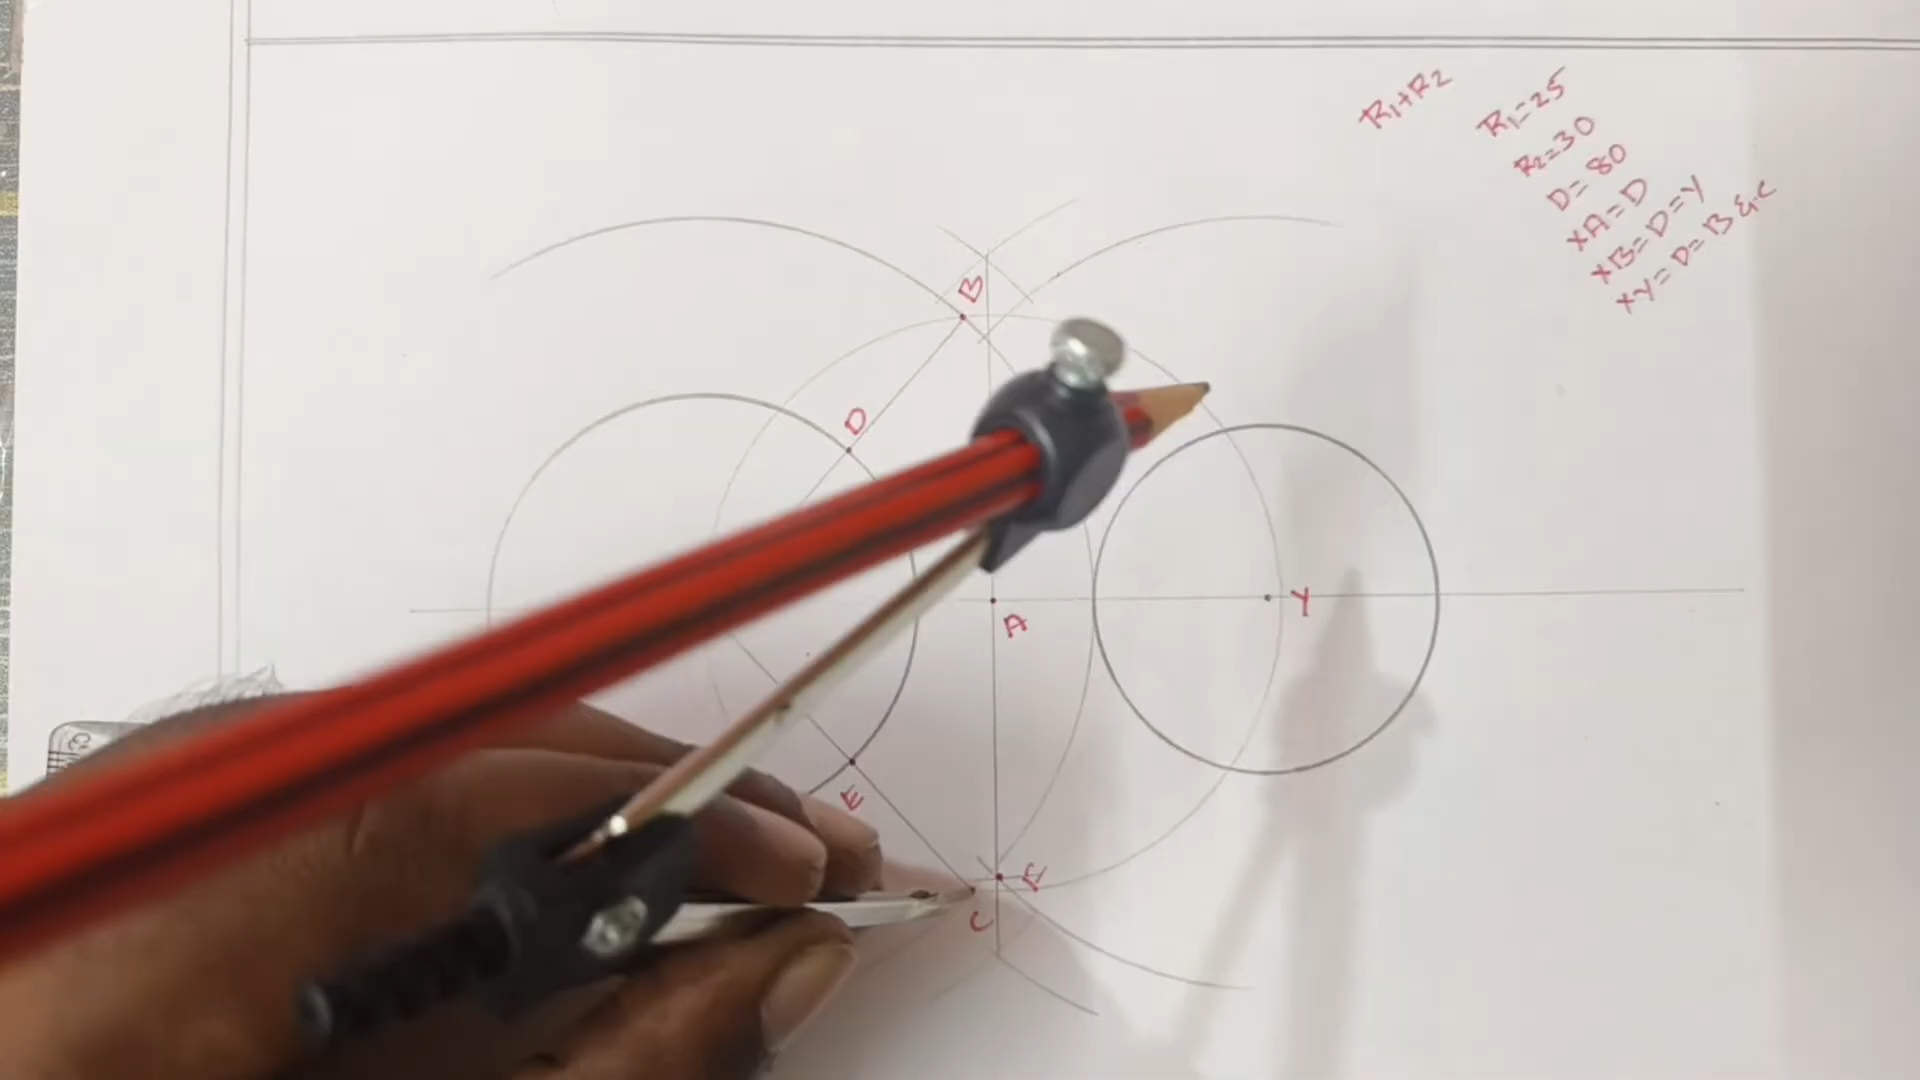 R₁+R₂
R₁=25
R₂=30
D= 80
XA=D
XB=D=Y
XY=D=B & C
B
D
A
Y
E
F
C